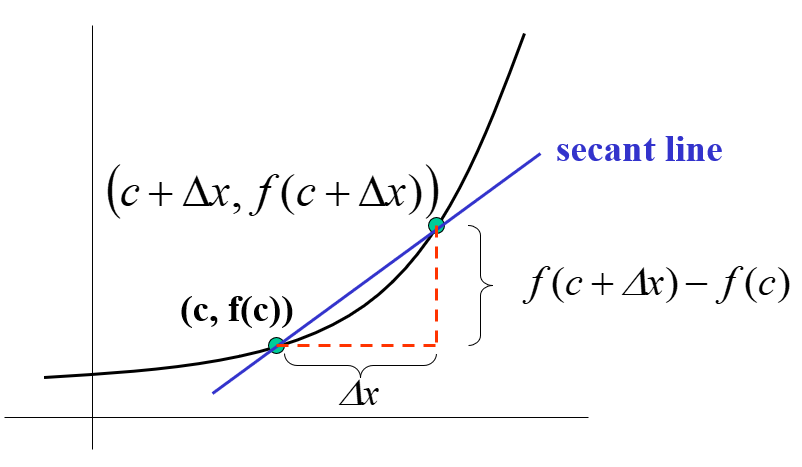 secant line
(c + Δx, f(c + Δx))
f(c + Δx) − f(c)
(c, f(c))
Δx